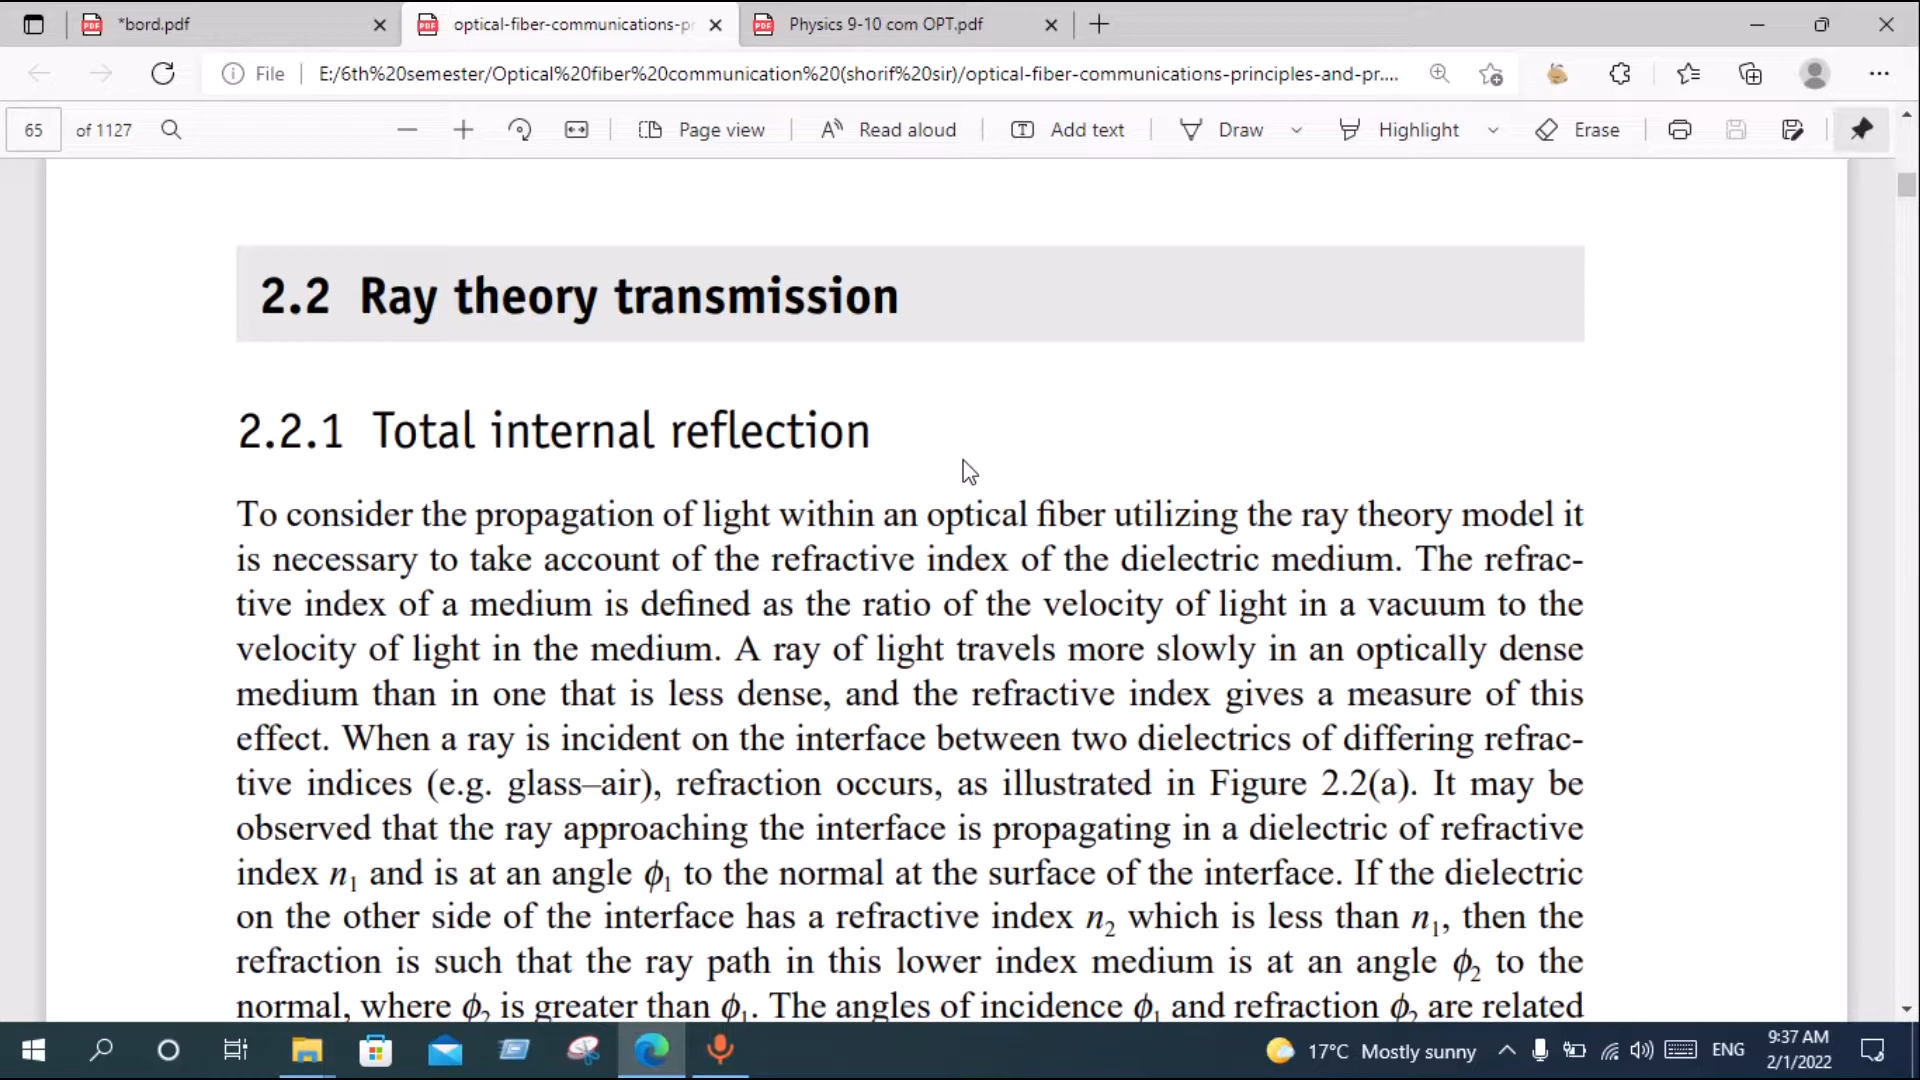 *bord.pdf
optical-fiber-communications-pr
Physics 9-10 com OPT.pdf
File
E:/6th%20semester/Optical%20fiber%20communication%20(shorif%20sir)/optical-fiber-communications-principles-and-pr....
65 of 1127
Page view
Read aloud
Add text
Draw
Highlight
Erase
2.2 Ray theory transmission
2.2.1 Total internal reflection
To consider the propagation of light within an optical fiber utilizing the ray theory model it
is necessary to take account of the refractive index of the dielectric medium. The refrac-
tive index of a medium is defined as the ratio of the velocity of light in a vacuum to the
velocity of light in the medium. A ray of light travels more slowly in an optically dense
medium than in one that is less dense, and the refractive index gives a measure of this
effect. When a ray is incident on the interface between two dielectrics of differing refrac-
tive indices (e.g. glass–air), refraction occurs, as illustrated in Figure 2.2(a). It may be
observed that the ray approaching the interface is propagating in a dielectric of refractive
index n₁ and is at an angle ϕ₁ to the normal at the surface of the interface. If the dielectric
on the other side of the interface has a refractive index n₂ which is less than n₁, then the
refraction is such that the ray path in this lower index medium is at an angle ϕ₂ to the
normal, where ϕ₂ is greater than ϕ₁. The angles of incidence ϕ₁ and refraction ϕ₂ are related
17°C Mostly sunny
ENG
9:37 AM
2/1/2022